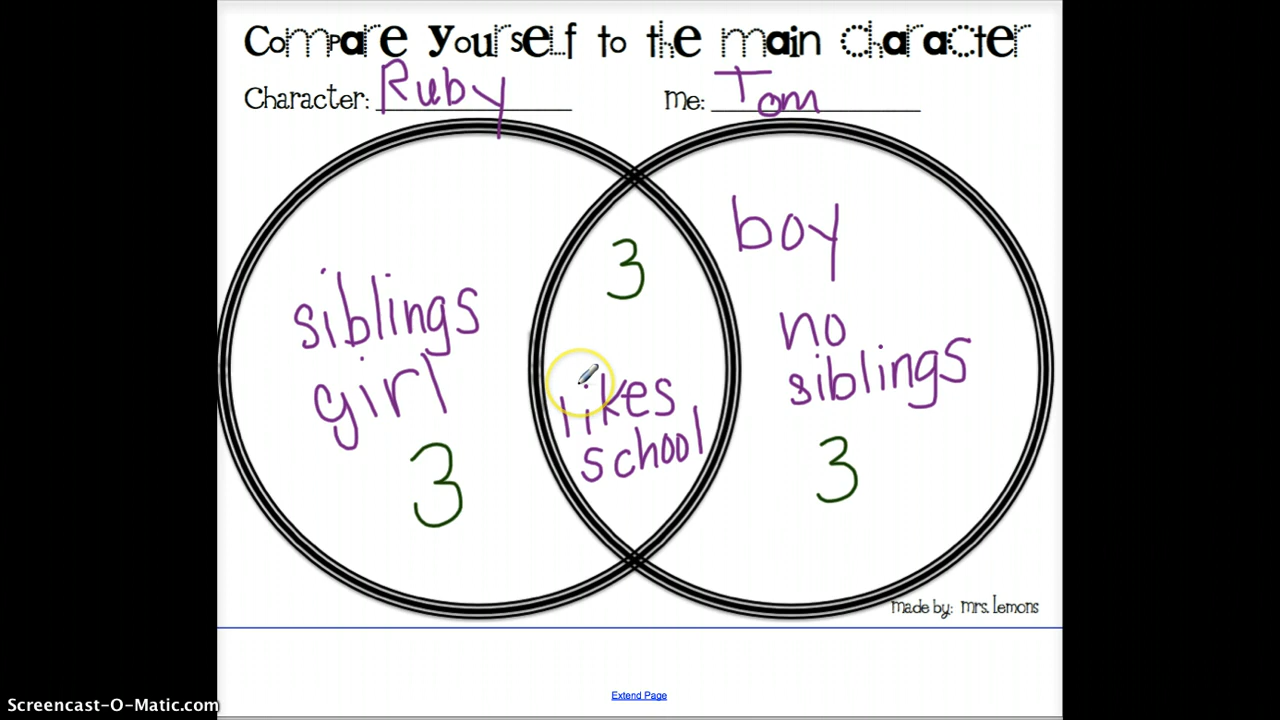 Compare yourself to the main character
Character: Ruby
me: Tom
siblings
girl
3
3
likes
school
boy
no
siblings
3
made by: mrs. lemons
Extend Page
Screencast-O-Matic.com